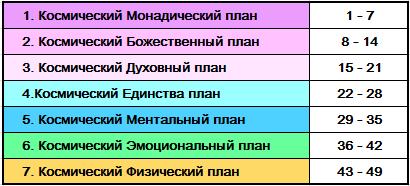 1. Космический Монадический план 1 - 7
2. Космический Божественный план 8 - 14
3. Космический Духовный план 15 - 21
4.Космический Единства план 22 - 28
5. Космический Ментальный план 29 - 35
6. Космический Эмоциональный план 36 - 42
7. Космический Физический план 43 - 49